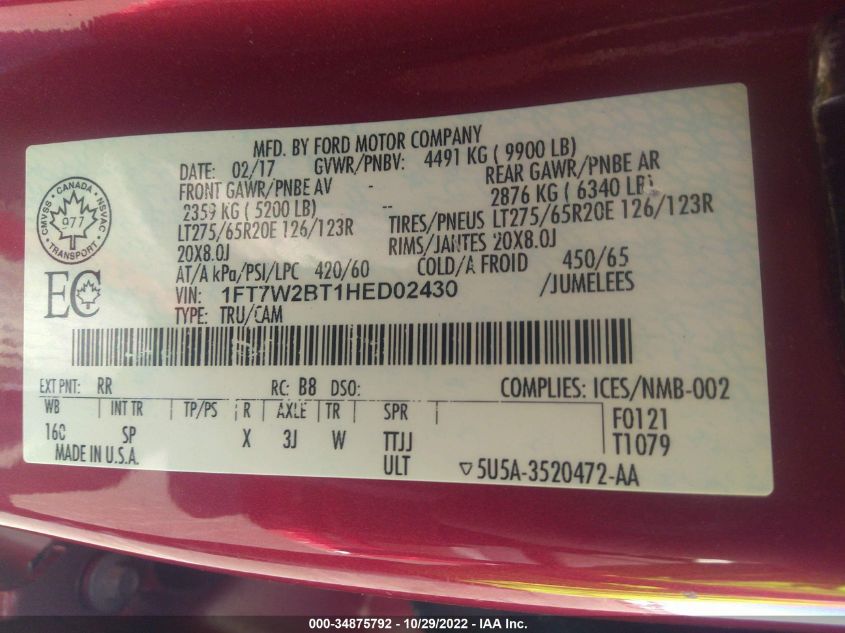 MFD. BY FORD MOTOR COMPANY
DATE: 02/17 GVWR/PNBV: 4491 KG ( 9900 LB)
FRONT GAWR/PNBE AV - REAR GAWR/PNBE AR
2359 KG ( 5200 LB) -- 2876 KG ( 6340 LB)
LT275/65R20E 126/123R TIRES/PNEUS LT275/65R20E 126/123R
20X8.0J RIMS/JANTES 20X8.0J
AT/A kPa/PSI/LPC 420/60 COLD/A FROID 450/65
VIN: 1FT7W2BT1HED02430 /JUMELEES
TYPE: TRU/CAM
CMVSS · CANADA · NSVAC
977
TRANSPORT
EC
EXT PNT: RR RC: B8 DSO: COMPLIES: ICES/NMB-002
WB INT TR TP/PS R AXLE TR SPR F0121
160 SP X 3J W TTJJ T1079
MADE IN U.S.A. ULT ▽ 5U5A-3520472-AA
000-34875792 - 10/29/2022 - IAA Inc.